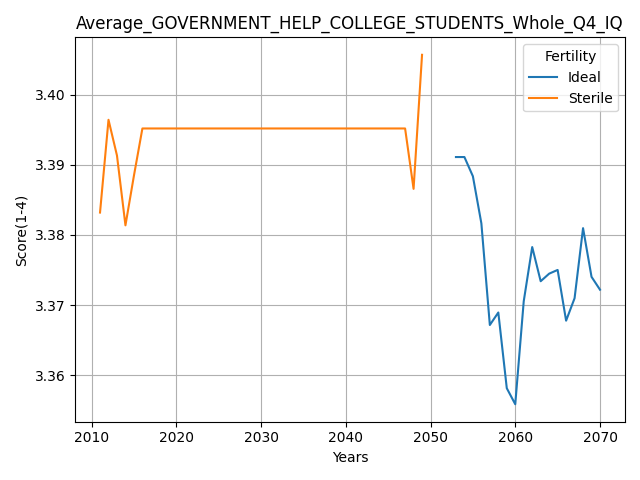 Average_GOVERNMENT_HELP_COLLEGE_STUDENTS_Whole_Q4_IQ
Fertility
Ideal
Sterile
3.40
3.39
3.38
3.37
3.36
Score(1-4)
2010 2020 2030 2040 2050 2060 2070
Years